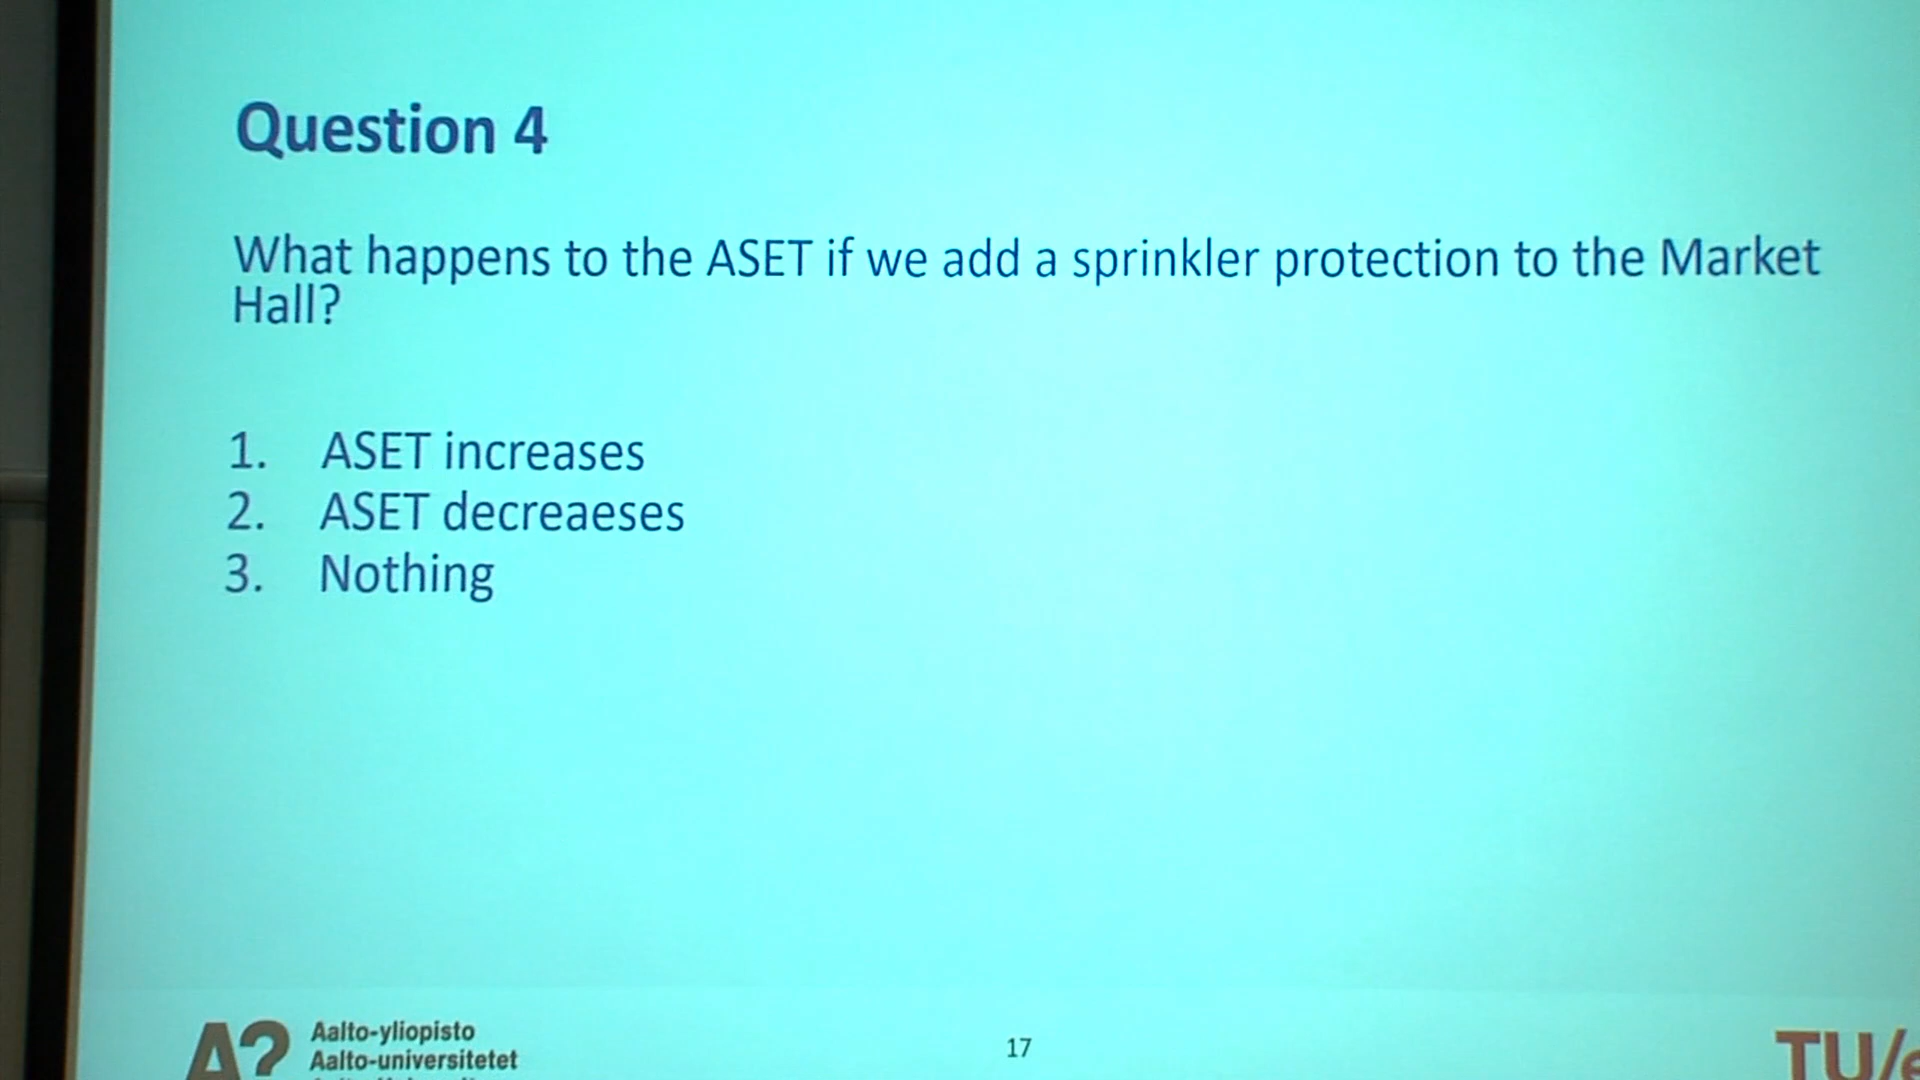 Question 4
What happens to the ASET if we add a sprinkler protection to the Market
Hall?
1. ASET increases
2. ASET decreaeses
3. Nothing
A? Aalto-yliopisto
Aalto-universitetet
17
TU/e